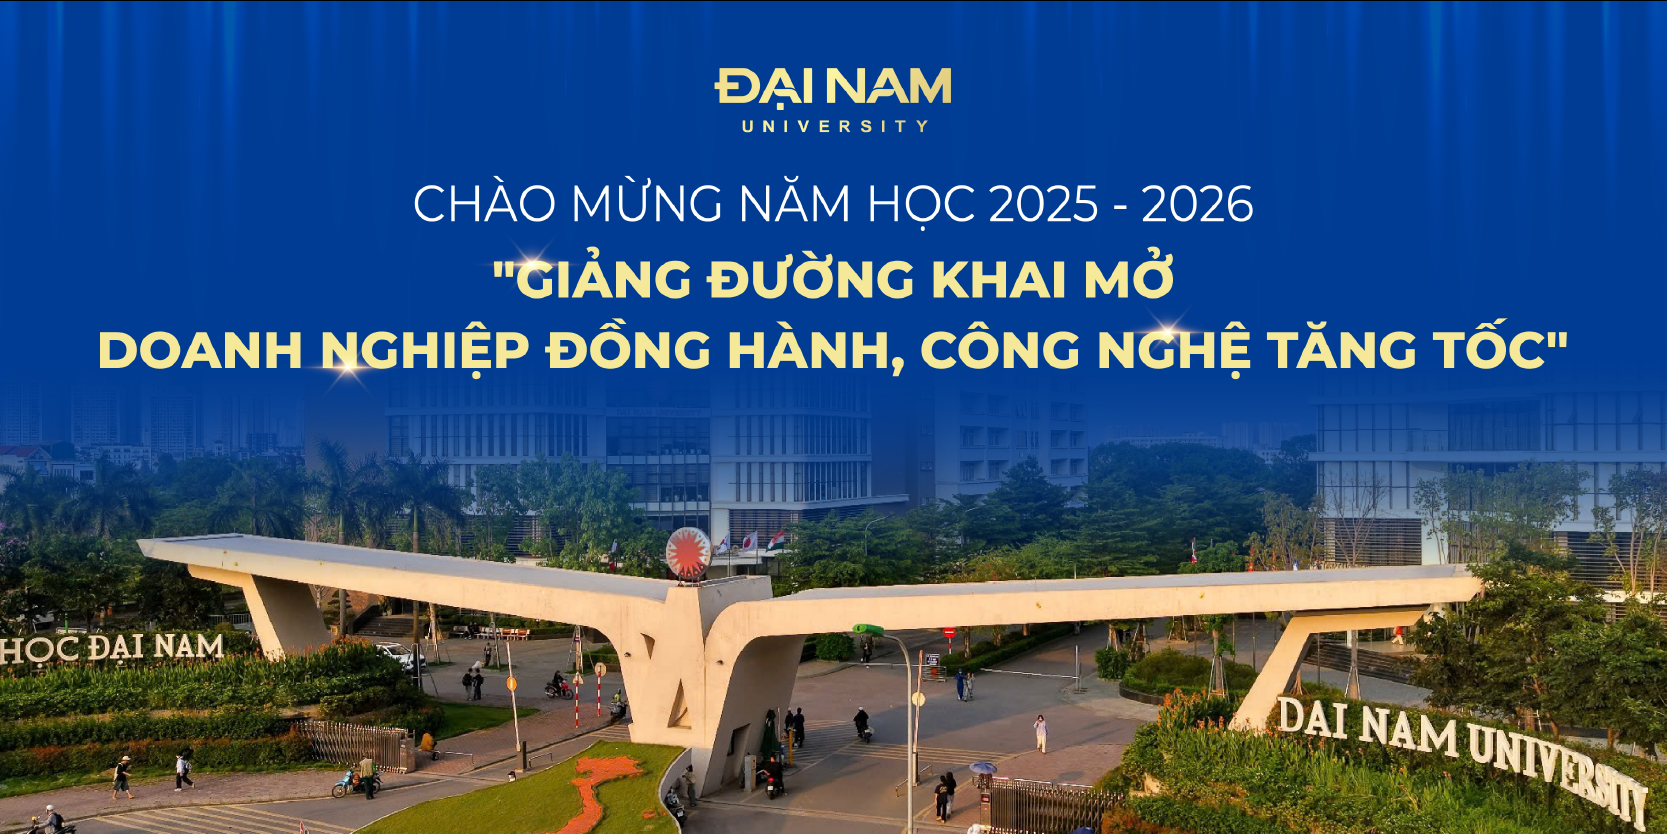 ĐẠI NAM
UNIVERSITY
CHÀO MỪNG NĂM HỌC 2025 - 2026
"GIẢNG ĐƯỜNG KHAI MỞ
DOANH NGHIỆP ĐỒNG HÀNH, CÔNG NGHỆ TĂNG TỐC"
HỌC ĐẠI NAM
DAI NAM UNIVERSITY